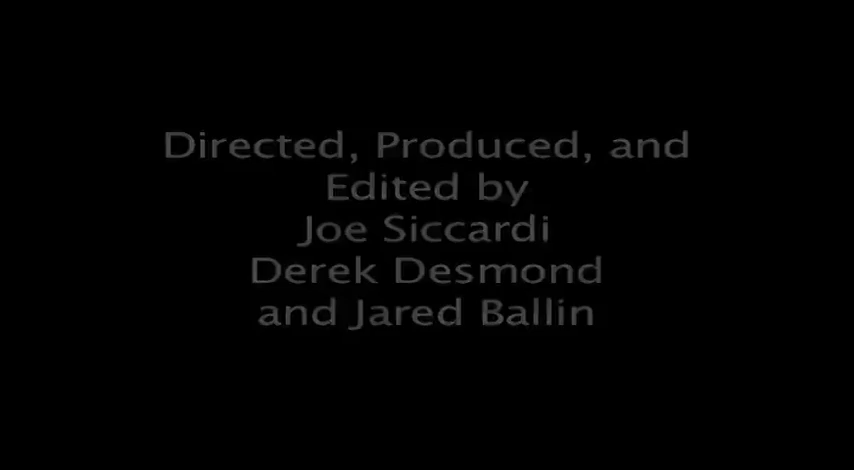 Directed, Produced, and
Edited by
Joe Siccardi
Derek Desmond
and Jared Ballin